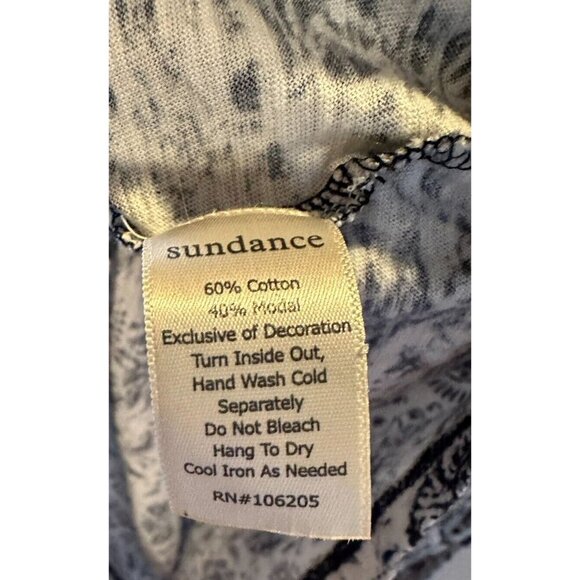 sundance
60% Cotton
40% Modal
Exclusive of Decoration
Turn Inside Out,
Hand Wash Cold
Separately
Do Not Bleach
Hang To Dry
Cool Iron As Needed
RN#106205